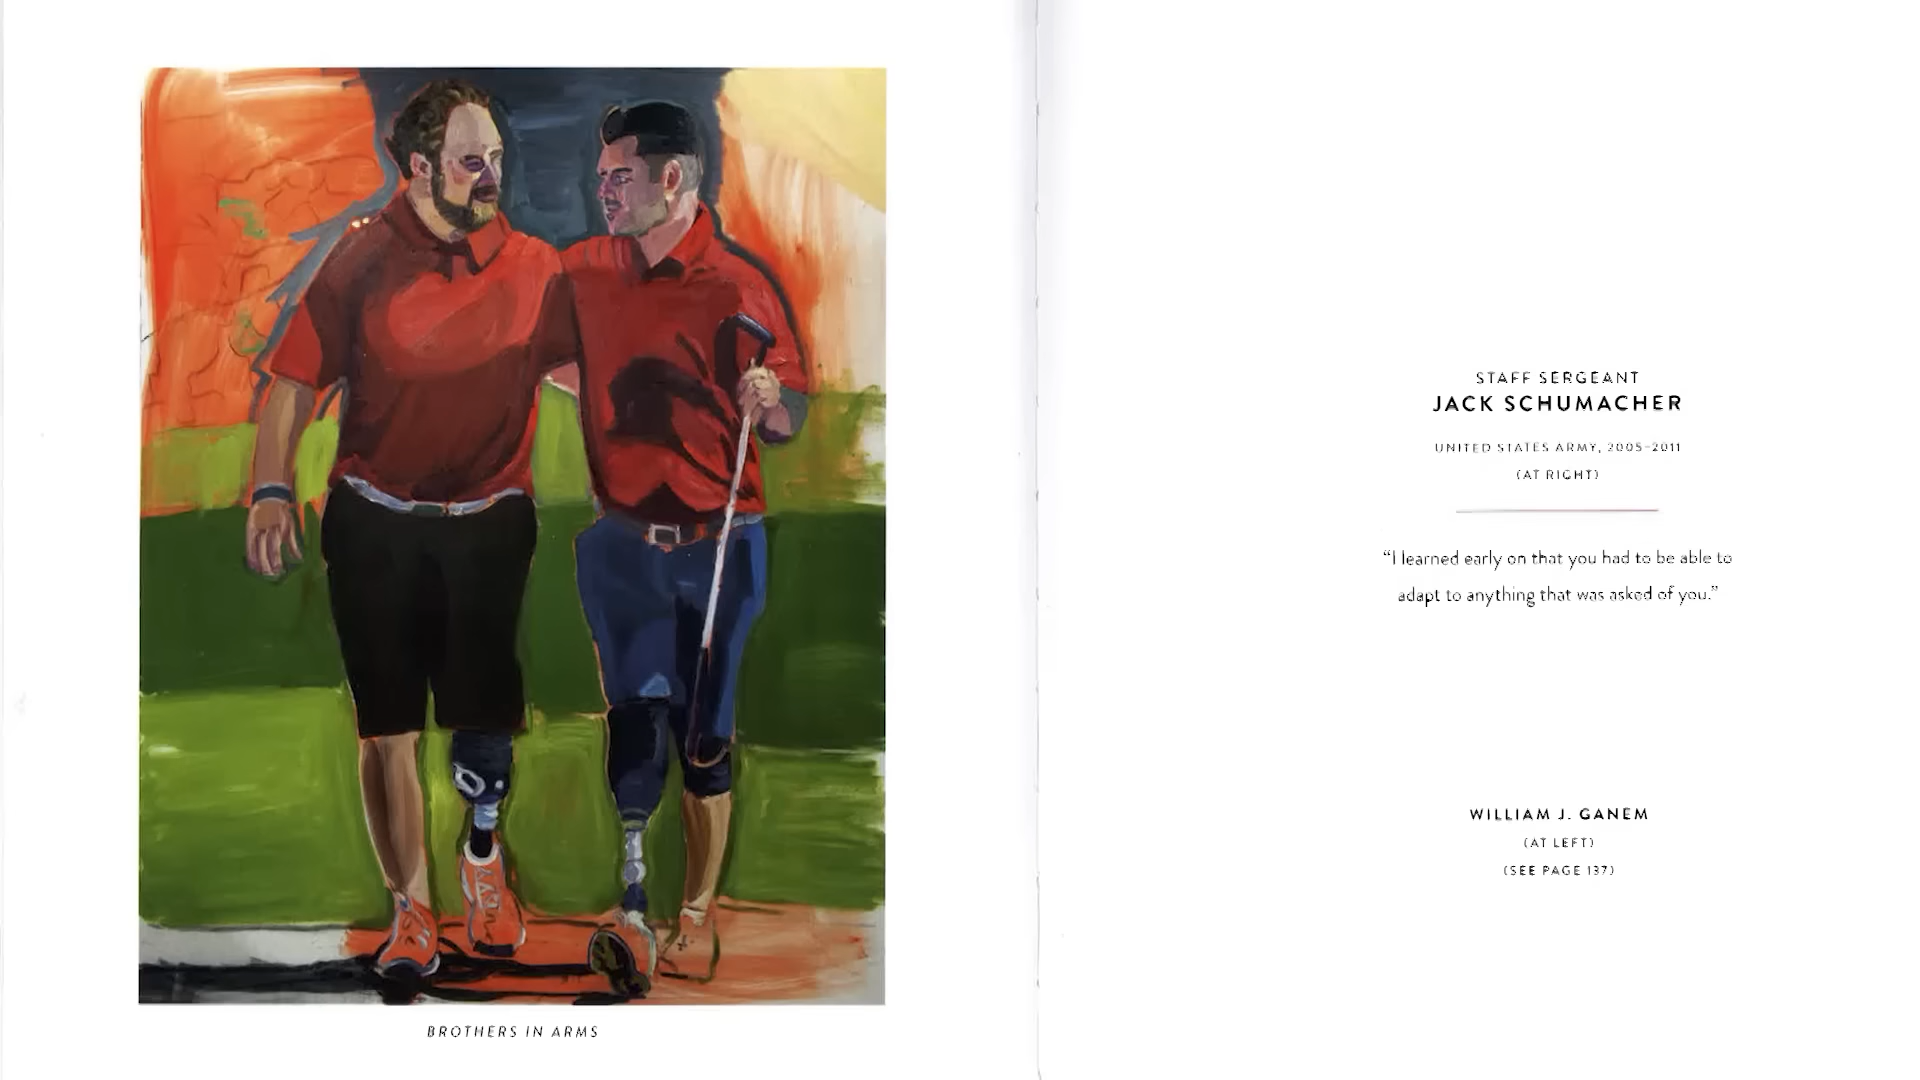 BROTHERS IN ARMS
STAFF SERGEANT
JACK SCHUMACHER
UNITED STATES ARMY, 2005–2011
(AT RIGHT)
“I learned early on that you had to be able to
adapt to anything that was asked of you.”
WILLIAM J. GANEM
(AT LEFT)
(SEE PAGE 137)